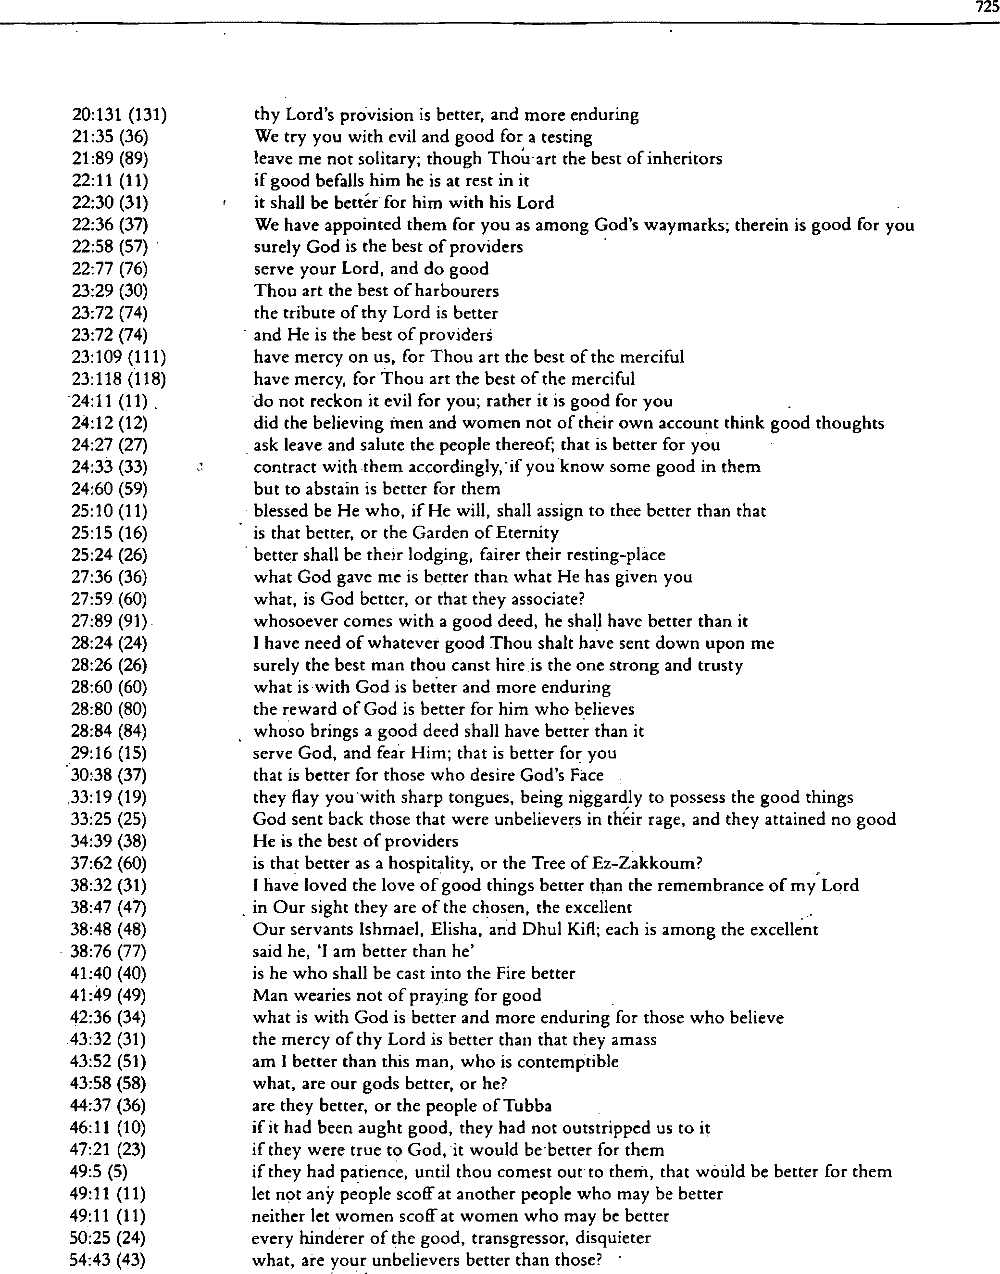 725
20:131 (131) thy Lord's provision is better, and more enduring
21:35 (36) We try you with evil and good for a testing
21:89 (89) leave me not solitary; though Thou art the best of inheritors
22:11 (11) if good befalls him he is at rest in it
22:30 (31) it shall be better for him with his Lord
22:36 (37) We have appointed them for you as among God's waymarks; therein is good for you
22:58 (57) surely God is the best of providers
22:77 (76) serve your Lord, and do good
23:29 (30) Thou art the best of harbourers
23:72 (74) the tribute of thy Lord is better
23:72 (74) and He is the best of providers
23:109 (111) have mercy on us, for Thou art the best of the merciful
23:118 (118) have mercy, for Thou art the best of the merciful
24:11 (11) do not reckon it evil for you; rather it is good for you
24:12 (12) did the believing men and women not of their own account think good thoughts
24:27 (27) ask leave and salute the people thereof; that is better for you
24:33 (33) contract with them accordingly, if you know some good in them
24:60 (59) but to abstain is better for them
25:10 (11) blessed be He who, if He will, shall assign to thee better than that
25:15 (16) is that better, or the Garden of Eternity
25:24 (26) better shall be their lodging, fairer their resting-place
27:36 (36) what God gave me is better than what He has given you
27:59 (60) what, is God better, or that they associate?
27:89 (91) whosoever comes with a good deed, he shall have better than it
28:24 (24) I have need of whatever good Thou shalt have sent down upon me
28:26 (26) surely the best man thou canst hire is the one strong and trusty
28:60 (60) what is with God is better and more enduring
28:80 (80) the reward of God is better for him who believes
28:84 (84) whoso brings a good deed shall have better than it
29:16 (15) serve God, and fear Him; that is better for you
30:38 (37) that is better for those who desire God's Face
33:19 (19) they flay you with sharp tongues, being niggardly to possess the good things
33:25 (25) God sent back those that were unbelievers in their rage, and they attained no good
34:39 (38) He is the best of providers
37:62 (60) is that better as a hospitality, or the Tree of Ez-Zakkoum?
38:32 (31) I have loved the love of good things better than the remembrance of my Lord
38:47 (47) in Our sight they are of the chosen, the excellent
38:48 (48) Our servants Ishmael, Elisha, and Dhul Kifl; each is among the excellent
38:76 (77) said he, 'I am better than he'
41:40 (40) is he who shall be cast into the Fire better
41:49 (49) Man wearies not of praying for good
42:36 (34) what is with God is better and more enduring for those who believe
43:32 (31) the mercy of thy Lord is better than that they amass
43:52 (51) am I better than this man, who is contemptible
43:58 (58) what, are our gods better, or he?
44:37 (36) are they better, or the people of Tubba
46:11 (10) if it had been aught good, they had not outstripped us to it
47:21 (23) if they were true to God, it would be better for them
49:5 (5) if they had patience, until thou comest out to them, that would be better for them
49:11 (11) let not any people scoff at another people who may be better
49:11 (11) neither let women scoff at women who may be better
50:25 (24) every hinderer of the good, transgressor, disquieter
54:43 (43) what, are your unbelievers better than those?